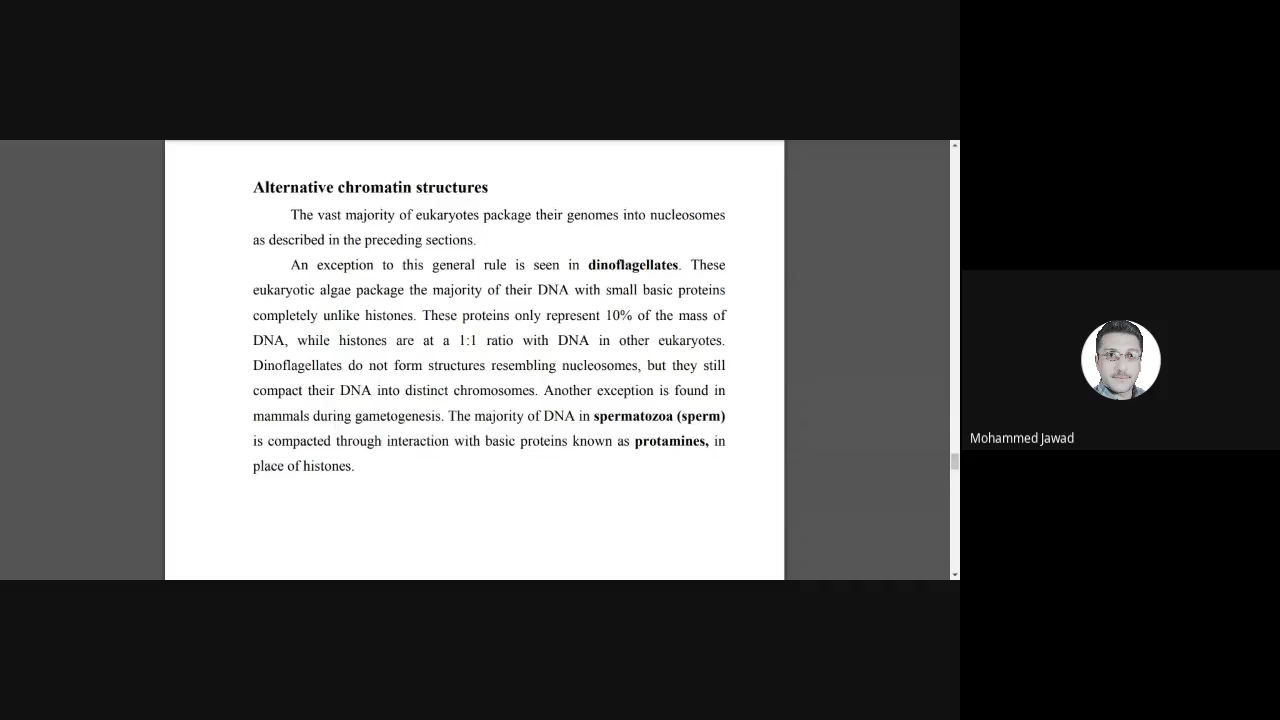 Alternative chromatin structures
The vast majority of eukaryotes package their genomes into nucleosomes
as described in the preceding sections.
An exception to this general rule is seen in dinoflagellates. These
eukaryotic algae package the majority of their DNA with small basic proteins
completely unlike histones. These proteins only represent 10% of the mass of
DNA, while histones are at a 1:1 ratio with DNA in other eukaryotes.
Dinoflagellates do not form structures resembling nucleosomes, but they still
compact their DNA into distinct chromosomes. Another exception is found in
mammals during gametogenesis. The majority of DNA in spermatozoa (sperm)
is compacted through interaction with basic proteins known as protamines, in
place of histones.
Mohammed Jawad